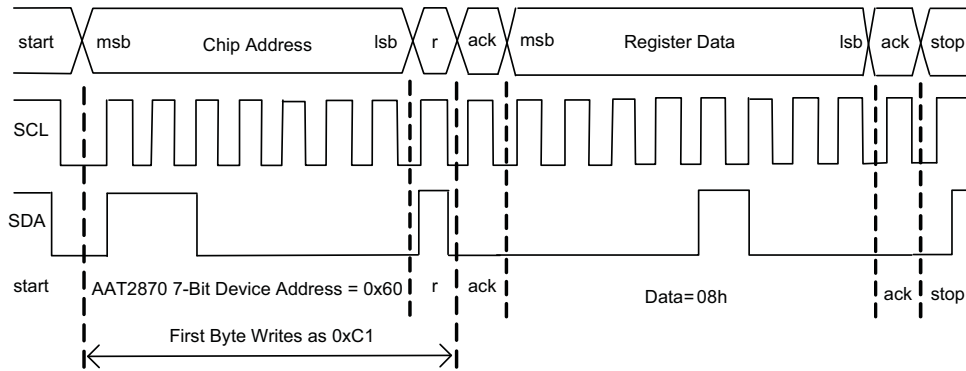 start msb Chip Address lsb r ack msb Register Data lsb ack stop
SCL
SDA
start AAT2870 7-Bit Device Address = 0x60 r ack Data=08h ack stop
First Byte Writes as 0xC1